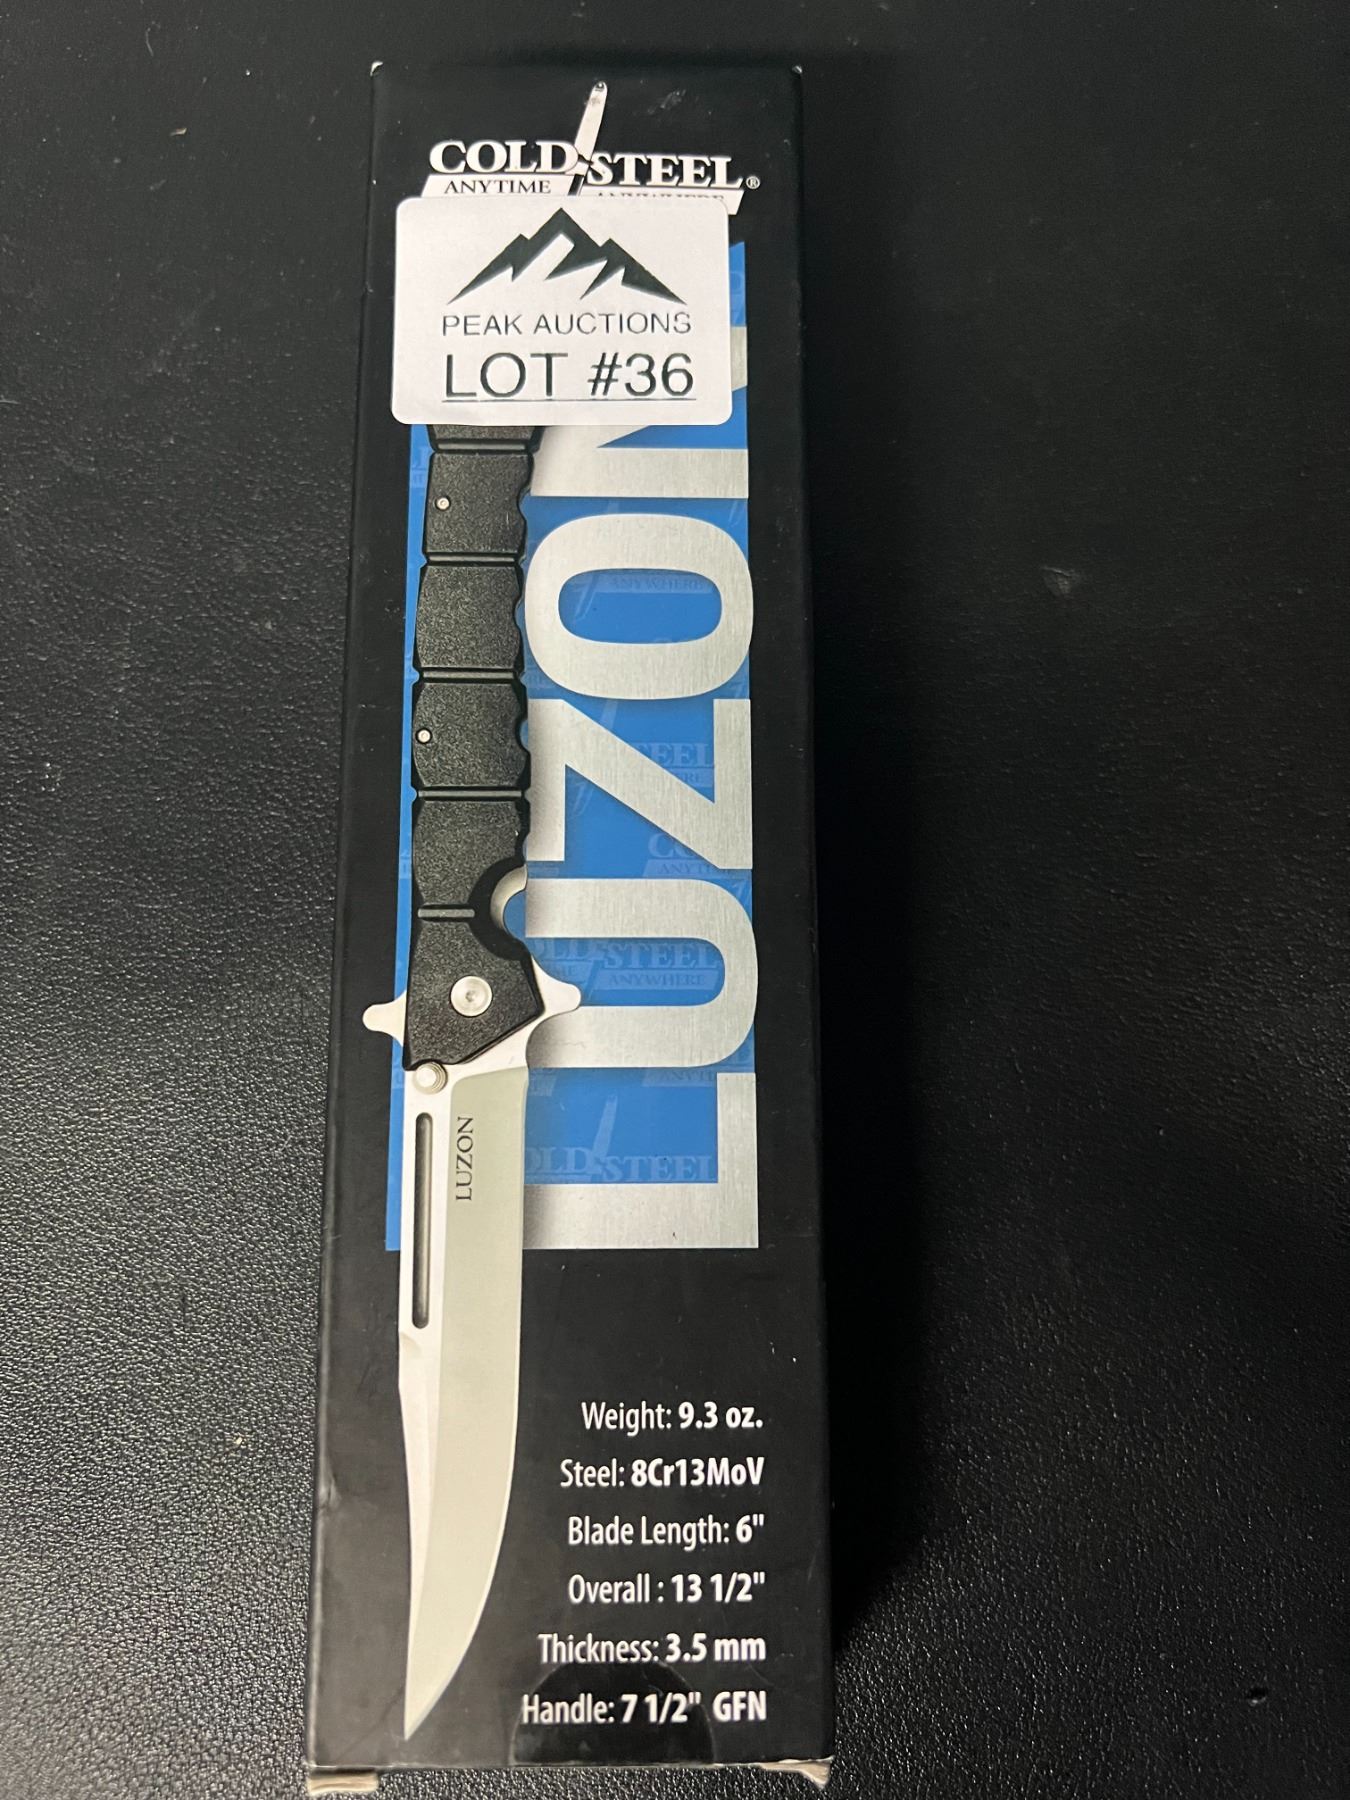 COLD STEEL®
ANYTIME ANYWHERE
PEAK AUCTIONS
LOT #36
LUZON
LUZON
Weight: 9.3 oz.
Steel: 8Cr13MoV
Blade Length: 6"
Overall : 13 1/2"
Thickness: 3.5 mm
Handle: 7 1/2" GFN